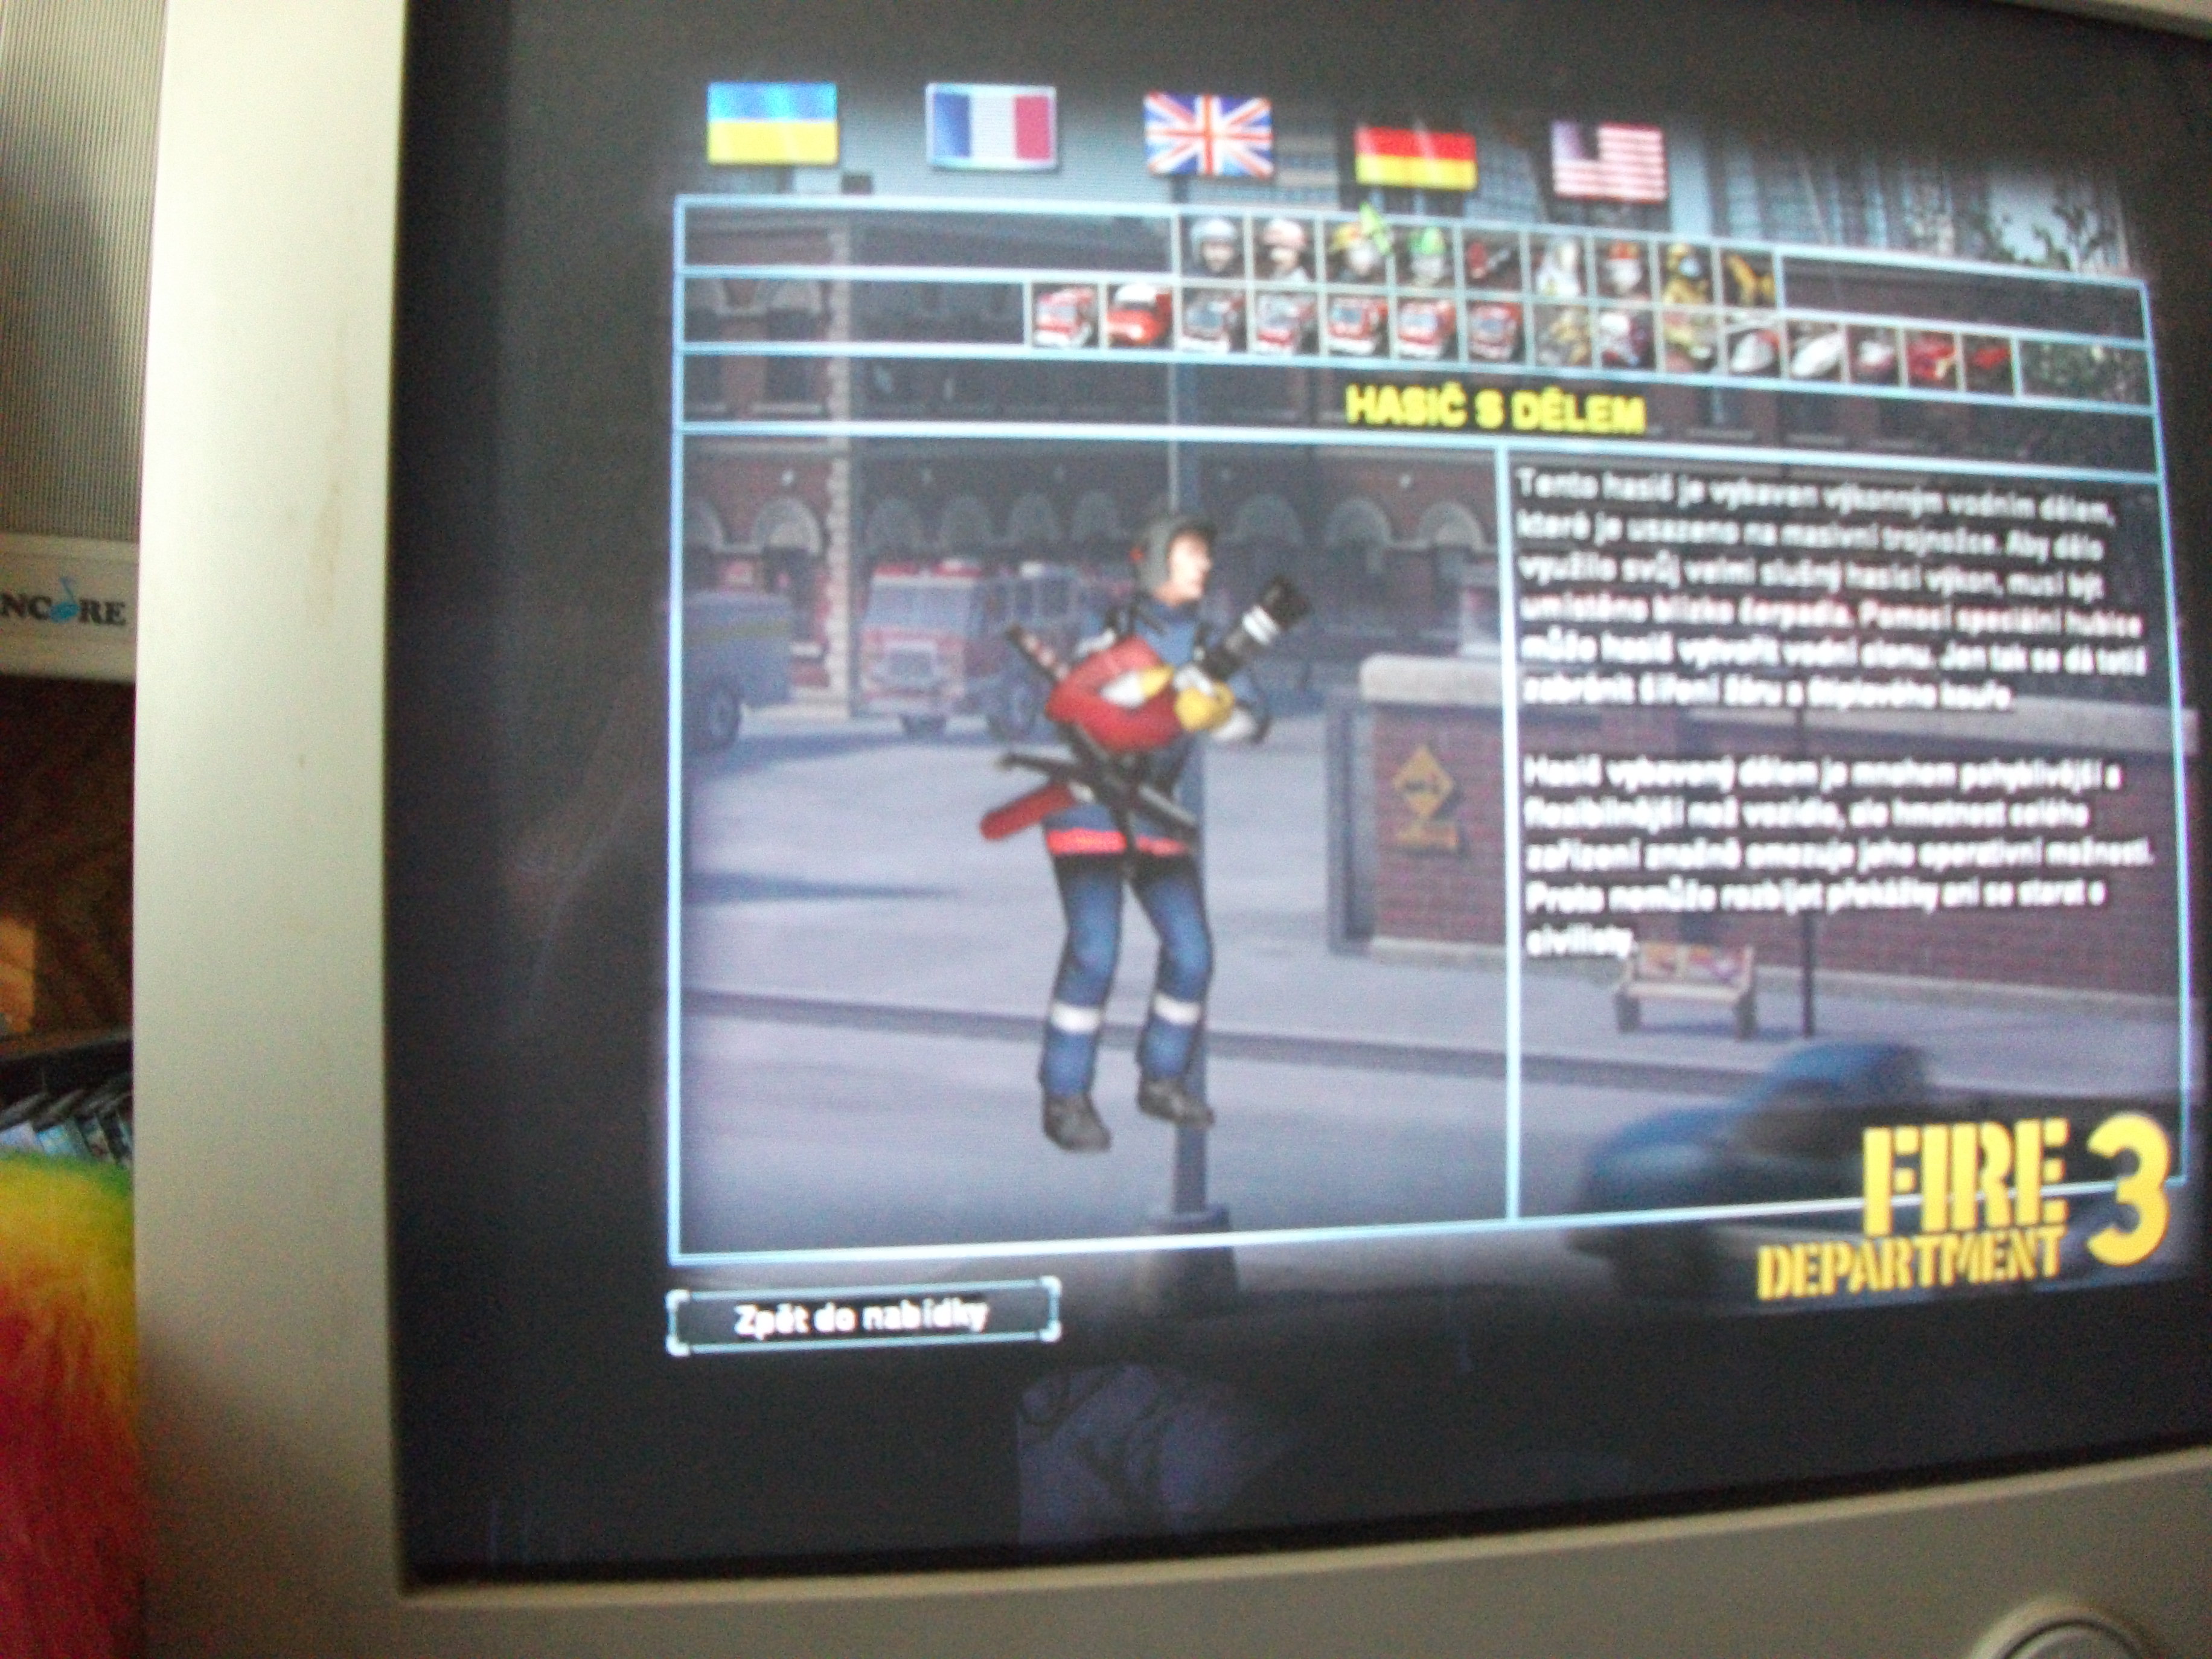 NCORE
HASIČ S DĚLEM
Tento hasič je vybaven výkonným vodním dělem,
které je usazeno na masivní trojnožce. Aby dělo
využilo svůj velmi slušný hasicí výkon, musí být
umístěno blízko čerpadla. Pomocí speciální hubice
může hasič vytvořit vodní clonu. Jen tak se dá totiž
zabránit šíření žáru a štiplavého kouře.
Hasič vybavený dělem je mnohem pohyblivější a
flexibilnější než vozidlo, ale hmotnost celého
zařízení značně omezuje jeho operativní možnosti.
Proto nemůže rozbíjet překážky ani se starat o
civilisty.
FIRE 3
DEPARTMENT
Zpět do nabídky